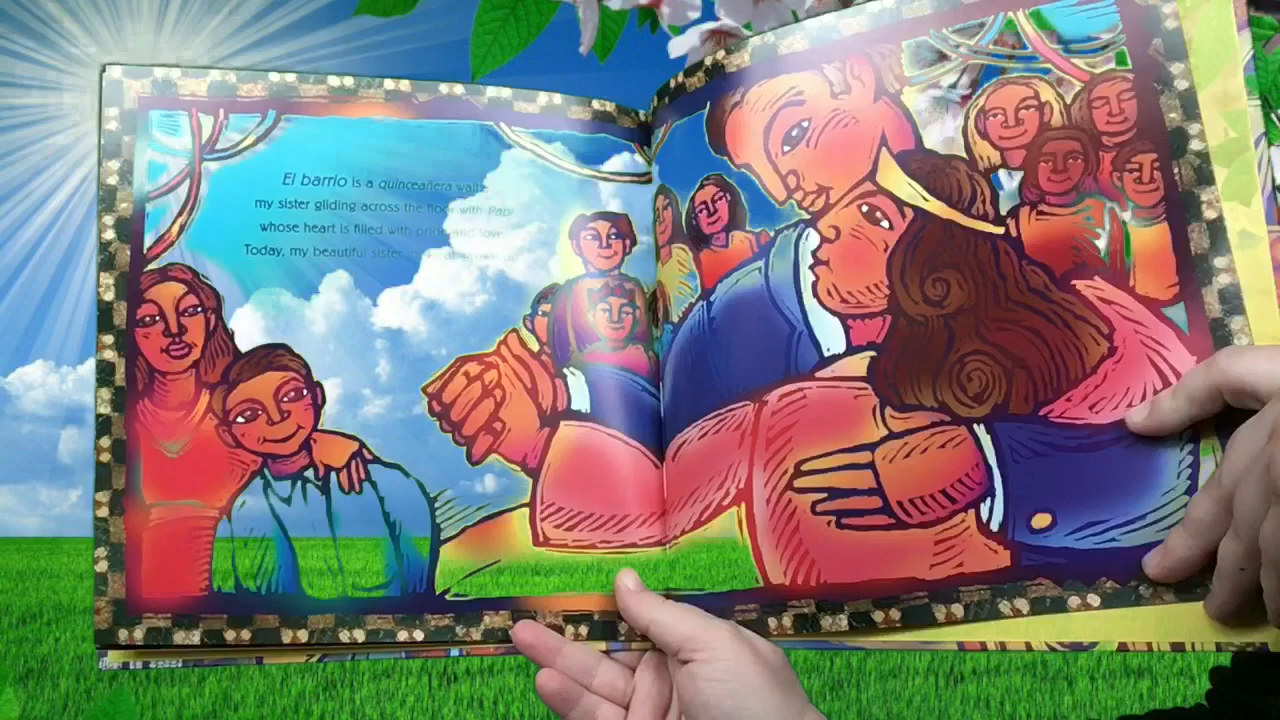 El barrio is a quinceañera waltz,
my sister gliding across the floor with Papi
whose heart is filled with pride and love.
Today, my beautiful sister